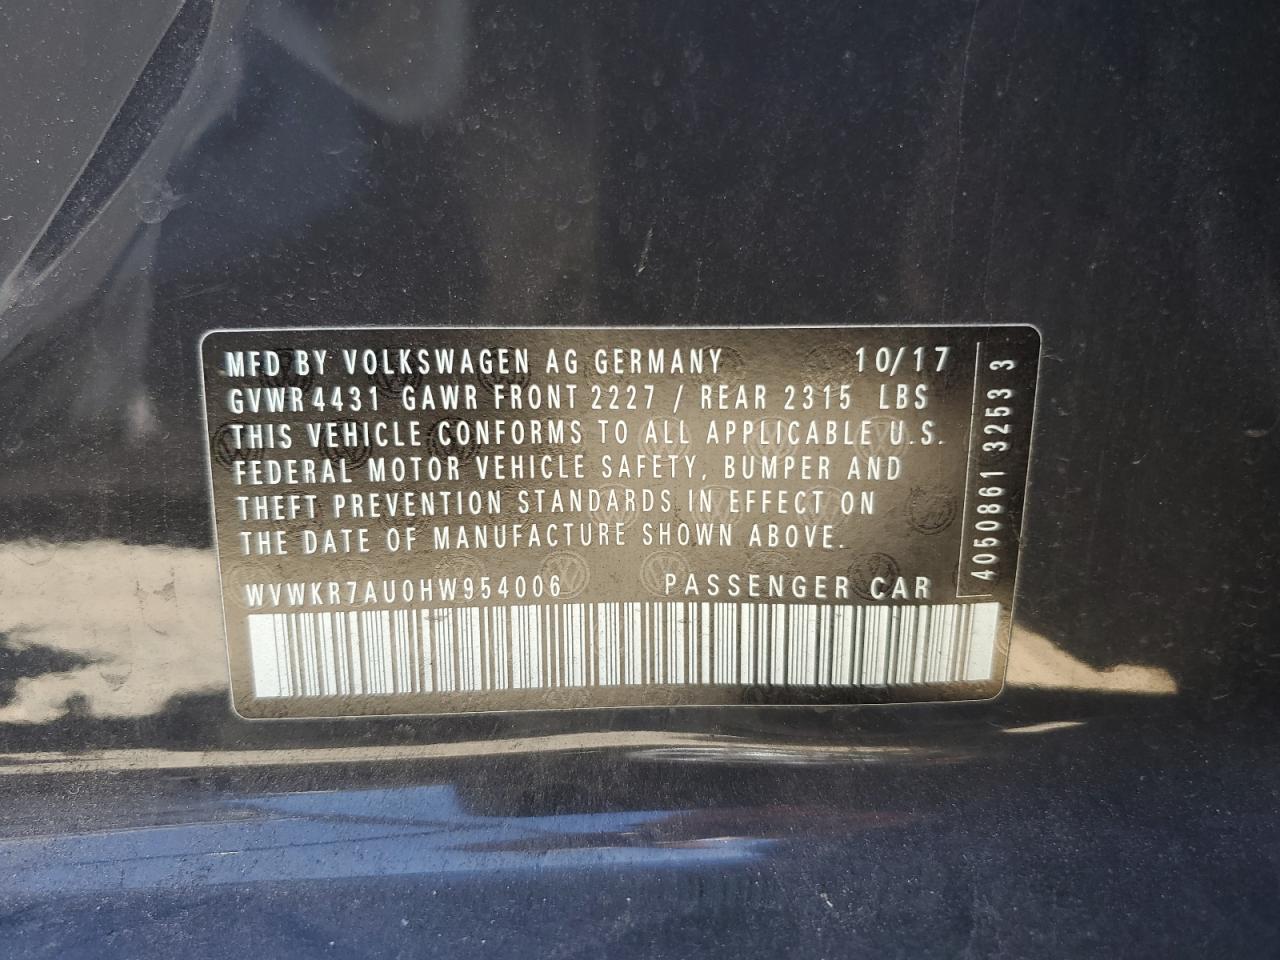 MFD BY VOLKSWAGEN AG GERMANY 10/17
GVWR 4431 GAWR FRONT 2227 / REAR 2315 LBS
THIS VEHICLE CONFORMS TO ALL APPLICABLE U.S.
FEDERAL MOTOR VEHICLE SAFETY, BUMPER AND
THEFT PREVENTION STANDARDS IN EFFECT ON
THE DATE OF MANUFACTURE SHOWN ABOVE.
WVWKR7AU0HW954006 PASSENGER CAR
4050861 3253 3